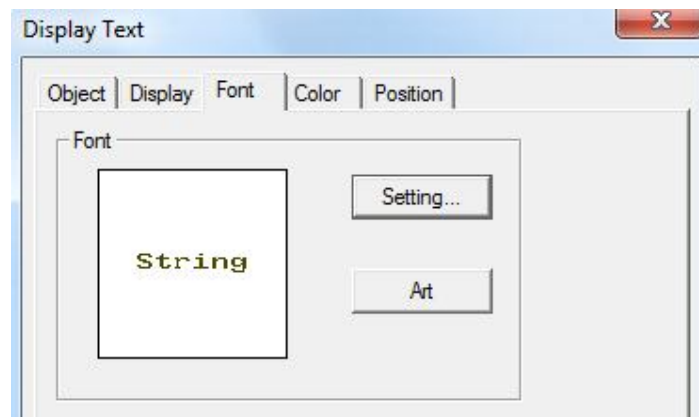 Display Text
Object Display Font Color Position
Font
Setting...
String
Art